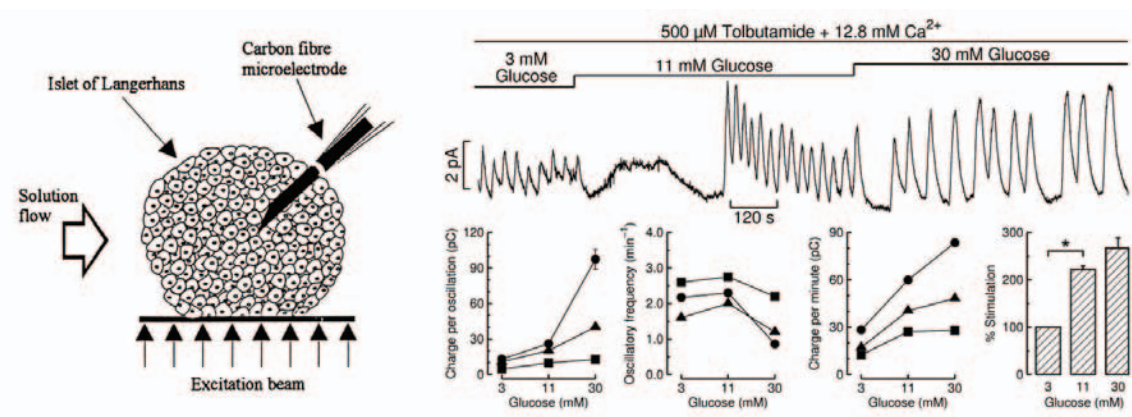 Carbon fibre
microelectrode
Islet of Langerhans
Solution
flow
Excitation beam
500 µM Tolbutamide + 12.8 mM Ca²⁺
3 mM
Glucose
11 mM Glucose
30 mM Glucose
2 pA
120 s
Charge per oscillation (pC)
120
90
60
30
0
3
11
30
Glucose (mM)
Oscillatory frequency (min⁻¹)
4.0
3.0
2.0
1.0
0.0
3
11
30
Glucose (mM)
Charge per minute (pC)
90
60
30
0
3
11
30
Glucose (mM)
% Stimulation
300
200
100
0
*
3
11
30
Glucose (mM)